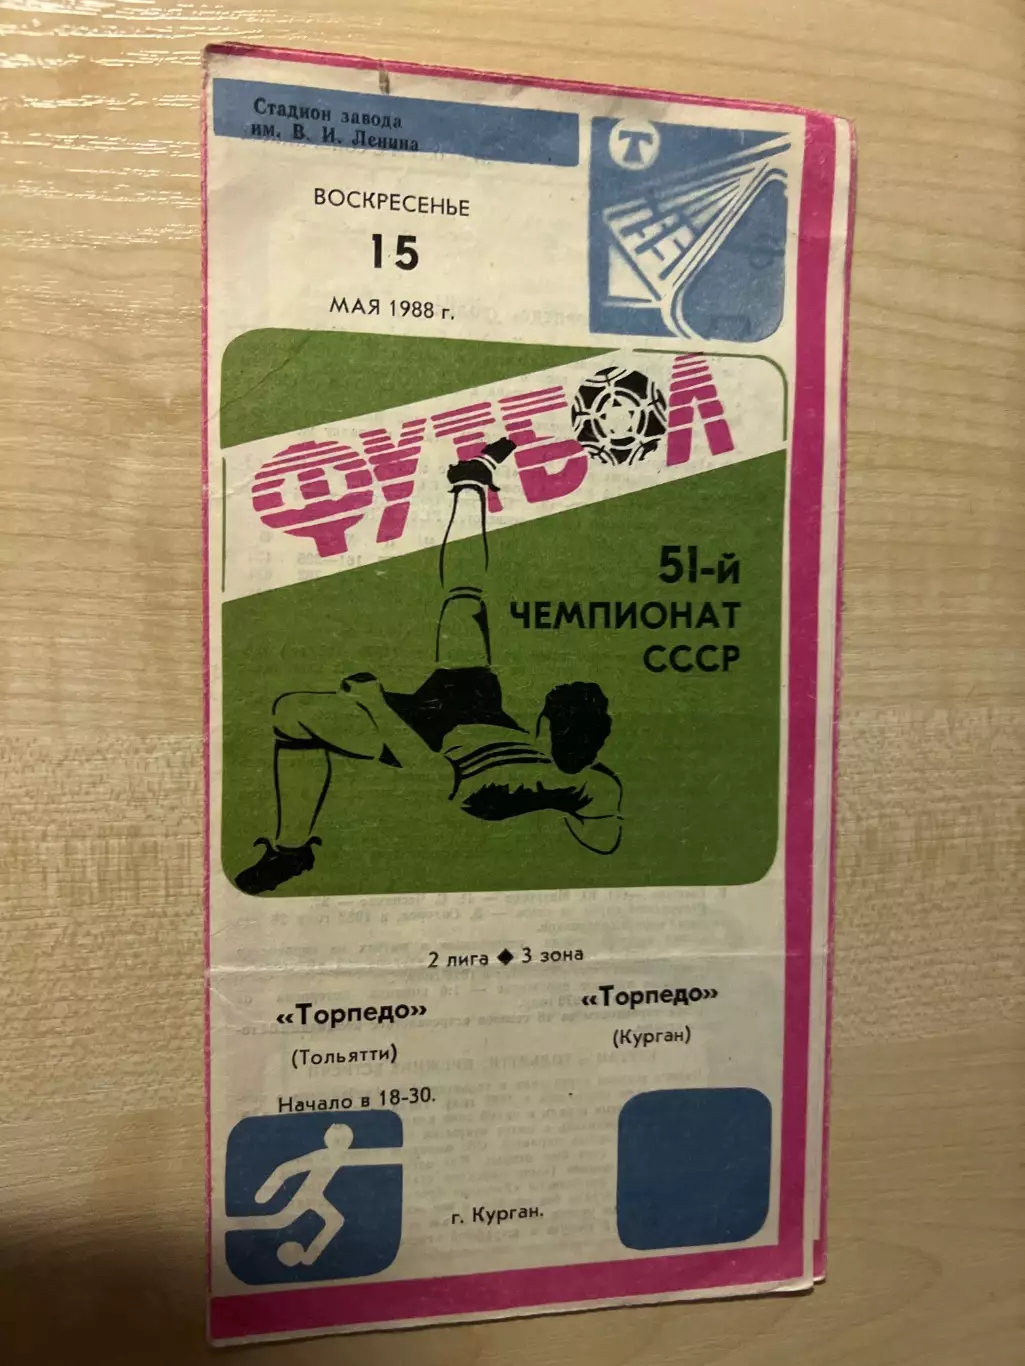 Стадион завода
им. В. И. Ленина
Т
ВОСКРЕСЕНЬЕ
15
МАЯ 1988 г.
ФУТБОЛ
51-й
ЧЕМПИОНАТ
СССР
2 лига ◆ 3 зона
«Торпедо»
(Тольятти)
«Торпедо»
(Курган)
Начало в 18-30.
г. Курган.